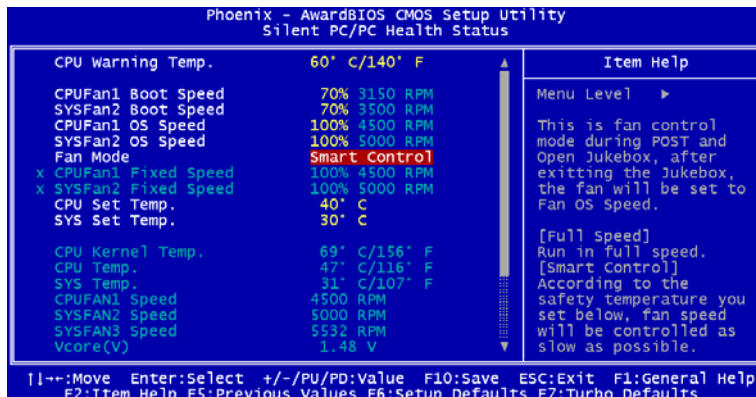 Phoenix - AwardBIOS CMOS Setup Utility
Silent PC/PC Health Status
CPU Warning Temp. 60° C/140° F
CPUFan1 Boot Speed 70% 3150 RPM
SYSFan2 Boot Speed 70% 3500 RPM
CPUFan1 OS Speed 100% 4500 RPM
SYSFan2 OS Speed 100% 5000 RPM
Fan Mode Smart Control
x CPUFan1 Fixed Speed 100% 4500 RPM
x SYSFan2 Fixed Speed 100% 5000 RPM
CPU Set Temp. 40° C
SYS Set Temp. 30° C
CPU Kernel Temp. 69° C/156° F
CPU Temp. 47° C/116° F
SYS Temp. 31° C/107° F
CPUFAN1 Speed 4500 RPM
SYSFAN2 Speed 5000 RPM
SYSFAN3 Speed 5532 RPM
Vcore(V) 1.48 V
Item Help
Menu Level ►
This is fan control
mode during POST and
Open Jukebox, after
exitting the Jukebox,
the fan will be set to
Fan OS Speed.
[Full Speed]
Run in full speed.
[Smart Control]
According to the
safety temperature you
set below, fan speed
will be controlled as
slow as possible.
↑↓→←:Move Enter:Select +/-/PU/PD:Value F10:Save ESC:Exit F1:General Help
F2:Item Help F5:Previous Values F6:Setup Defaults F7:Turbo Defaults